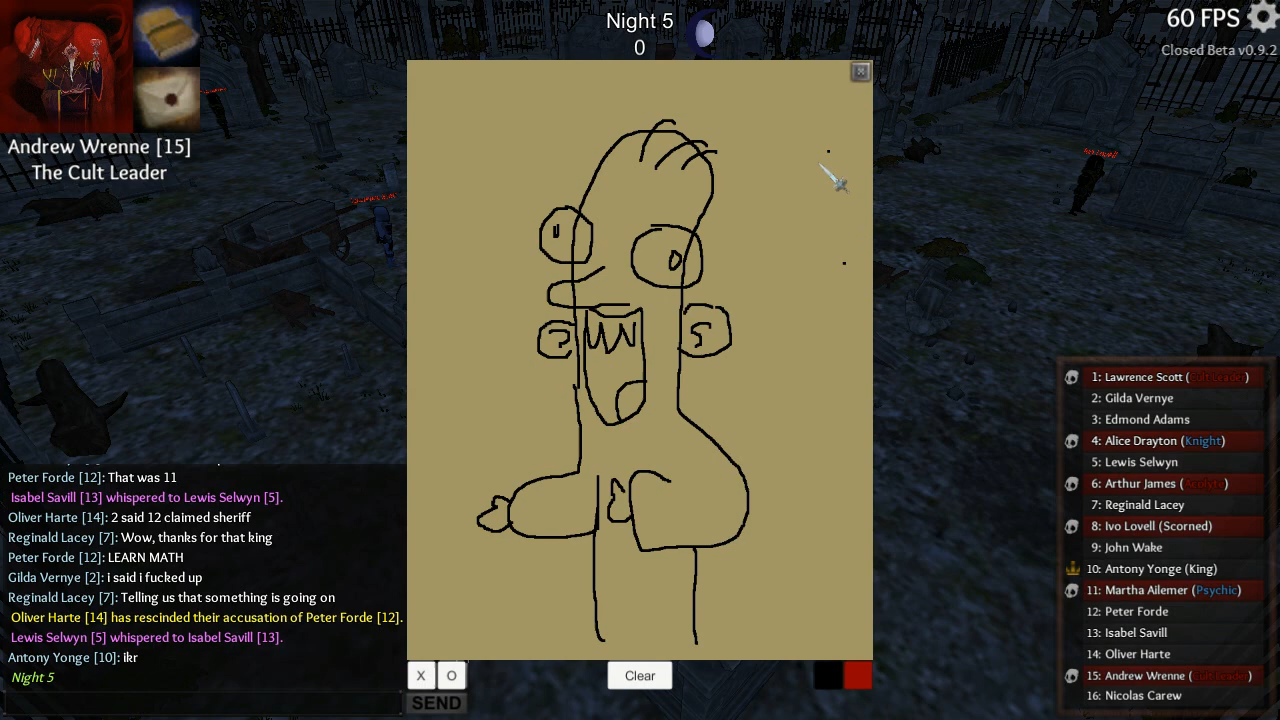 Night 5
0
60 FPS
Closed Beta v0.9.2
Andrew Wrenne [15]
The Cult Leader
Peter Forde [12]: That was 11
Isabel Savill [13] whispered to Lewis Selwyn [5].
Oliver Harte [14]: 2 said 12 claimed sheriff
Reginald Lacey [7]: Wow, thanks for that king
Peter Forde [12]: LEARN MATH
Gilda Vernye [2]: i said i fucked up
Reginald Lacey [7]: Telling us that something is going on
Oliver Harte [14] has rescinded their accusation of Peter Forde [12].
Lewis Selwyn [5] whispered to Isabel Savill [13].
Antony Yonge [10]: ikr
Night 5
X
O
Clear
SEND
1: Lawrence Scott (Cult Leader)
2: Gilda Vernye
3: Edmond Adams
4: Alice Drayton (Knight)
5: Lewis Selwyn
6: Arthur James (Acolyte)
7: Reginald Lacey
8: Ivo Lovell (Scorned)
9: John Wake
10: Antony Yonge (King)
11: Martha Ailemer (Psychic)
12: Peter Forde
13: Isabel Savill
14: Oliver Harte
15: Andrew Wrenne (Cult Leader)
16: Nicolas Carew